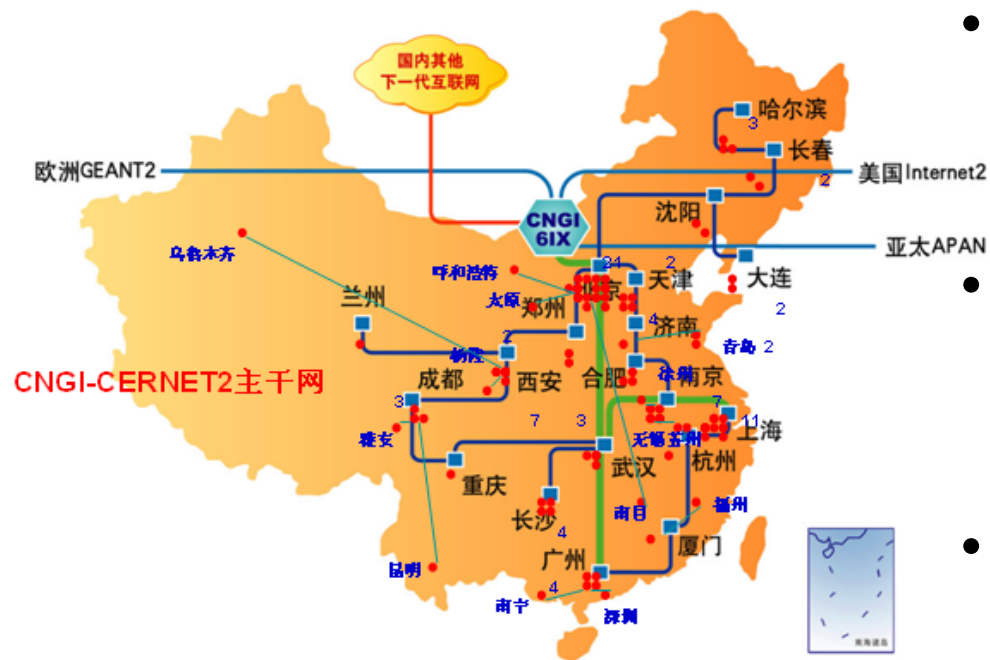 国内其他
下一代互联网
哈尔滨
3
长春
欧洲GEANT2
美国Internet2
2
沈阳
CNGI
6IX
亚太APAN
乌鲁木齐
呼和浩特
24
2
天津
大连
北京
兰州
太原
郑州
2
4
济南
青岛 2
2
杨凌
CNGI-CERNET2主干网
成都
西安
合肥
徐州
南京
3
7
3
7
11
上海
雅安
无锡
苏州
杭州
武汉
重庆
长沙
南昌
福州
4
厦门
广州
昆明
4
南宁
深圳
南海诸岛